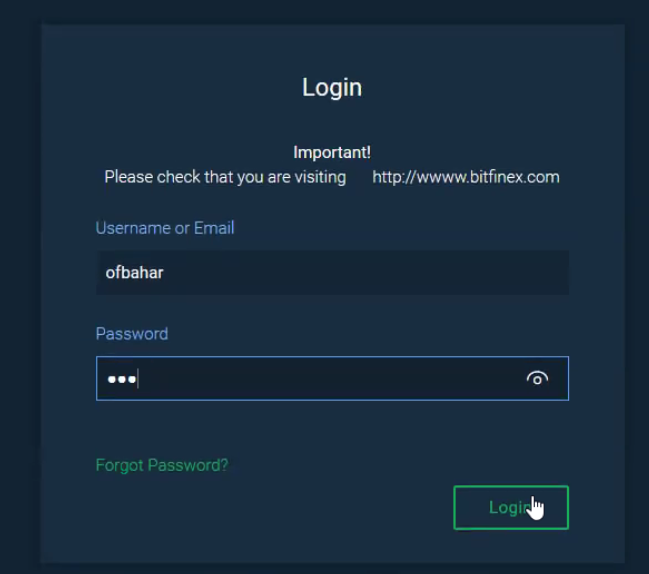 Login
Important!
Please check that you are visiting http://wwww.bitfinex.com
Username or Email
ofbahar
Password
•••
Forgot Password?
Login